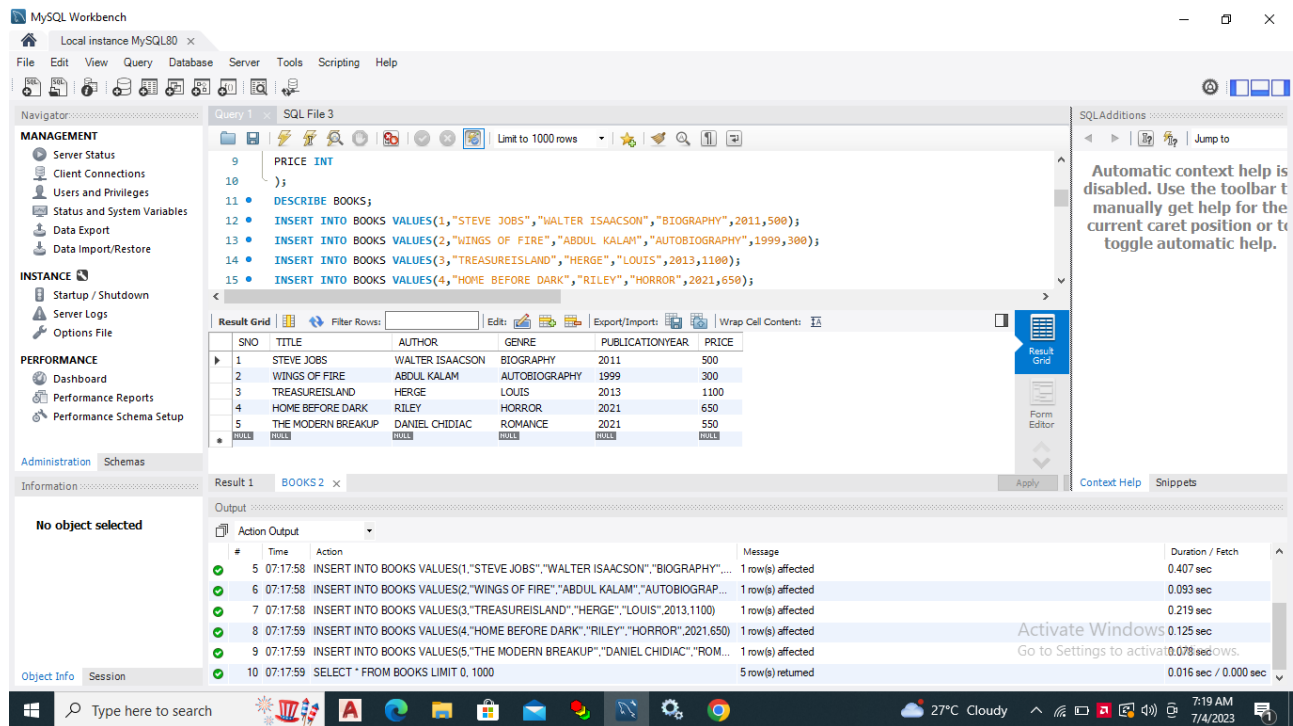 MySQL Workbench
Local instance MySQL80 ×
File Edit View Query Database Server Tools Scripting Help
Navigator
MANAGEMENT
Server Status
Client Connections
Users and Privileges
Status and System Variables
Data Export
Data Import/Restore
INSTANCE
Startup / Shutdown
Server Logs
Options File
PERFORMANCE
Dashboard
Performance Reports
Performance Schema Setup
Administration Schemas
Information
No object selected
Object Info Session
Query 1 × SQL File 3
Limit to 1000 rows
9 PRICE INT
10 );
11 DESCRIBE BOOKS;
12 INSERT INTO BOOKS VALUES(1,"STEVE JOBS","WALTER ISAACSON","BIOGRAPHY",2011,500);
13 INSERT INTO BOOKS VALUES(2,"WINGS OF FIRE","ABDUL KALAM","AUTOBIOGRAPHY",1999,300);
14 INSERT INTO BOOKS VALUES(3,"TREASUREISLAND","HERGE","LOUIS",2013,1100);
15 INSERT INTO BOOKS VALUES(4,"HOME BEFORE DARK","RILEY","HORROR",2021,650);
Result Grid Filter Rows: Edit: Export/Import: Wrap Cell Content:
SNO TITLE AUTHOR GENRE PUBLICATIONYEAR PRICE
1 STEVE JOBS WALTER ISAACSON BIOGRAPHY 2011 500
2 WINGS OF FIRE ABDUL KALAM AUTOBIOGRAPHY 1999 300
3 TREASUREISLAND HERGE LOUIS 2013 1100
4 HOME BEFORE DARK RILEY HORROR 2021 650
5 THE MODERN BREAKUP DANIEL CHIDIAC ROMANCE 2021 550
NULL NULL NULL NULL NULL NULL
Result Grid
Form Editor
Result 1 BOOKS 2 × Apply
SQLAdditions
Jump to
Automatic context help is
disabled. Use the toolbar t
manually get help for the
current caret position or to
toggle automatic help.
Context Help Snippets
Output
Action Output
# Time Action Message Duration / Fetch
5 07:17:58 INSERT INTO BOOKS VALUES(1,"STEVE JOBS","WALTER ISAACSON","BIOGRAPHY",... 1 row(s) affected 0.407 sec
6 07:17:58 INSERT INTO BOOKS VALUES(2,"WINGS OF FIRE","ABDUL KALAM","AUTOBIOGRAP... 1 row(s) affected 0.093 sec
7 07:17:58 INSERT INTO BOOKS VALUES(3,"TREASUREISLAND","HERGE","LOUIS",2013,1100) 1 row(s) affected 0.219 sec
8 07:17:59 INSERT INTO BOOKS VALUES(4,"HOME BEFORE DARK","RILEY","HORROR",2021,650) 1 row(s) affected 0.125 sec
9 07:17:59 INSERT INTO BOOKS VALUES(5,"THE MODERN BREAKUP","DANIEL CHIDIAC","ROM... 1 row(s) affected 0.078 sec
10 07:17:59 SELECT * FROM BOOKS LIMIT 0, 1000 5 row(s) returned 0.016 sec / 0.000 sec
Activate Windows
Go to Settings to activate Windows.
Type here to search
27°C Cloudy
7:19 AM
7/4/2023